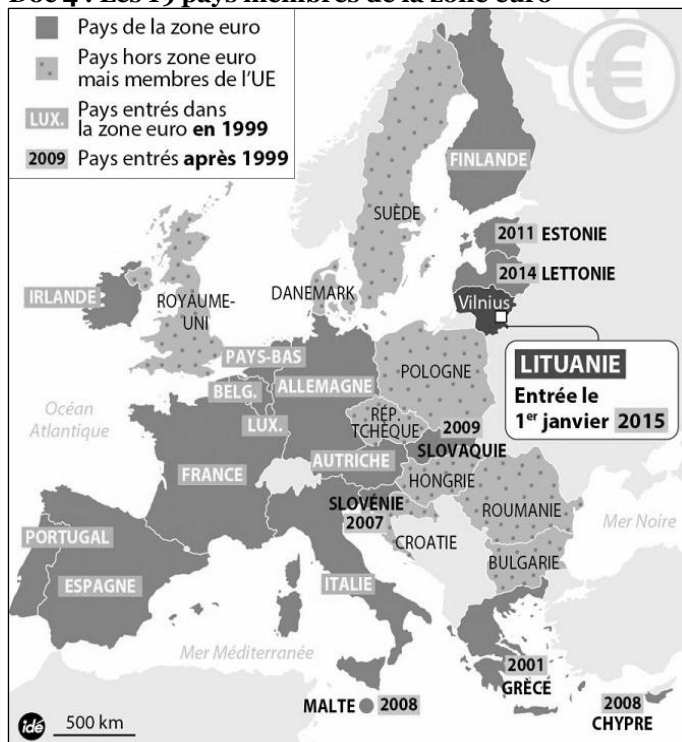 Doc 4 : Les 19 pays membres de la zone euro
Pays de la zone euro
Pays hors zone euro
mais membres de l'UE
LUX. Pays entrés dans
la zone euro en 1999
2009 Pays entrés après 1999
€
FINLANDE
SUÈDE
2011 ESTONIE
2014 LETTONIE
IRLANDE
ROYAUME-
UNI
DANEMARK
Vilnius
LITUANIE
Entrée le
1er janvier 2015
PAYS-BAS
BELG.
ALLEMAGNE
POLOGNE
Océan
Atlantique
LUX.
RÉP.
TCHÈQUE
2009
SLOVAQUIE
FRANCE
AUTRICHE
HONGRIE
SLOVÉNIE
2007
ROUMANIE
Mer Noire
CROATIE
PORTUGAL
BULGARIE
ESPAGNE
ITALIE
Mer Méditerranée
2001
GRÈCE
MALTE 2008
2008
CHYPRE
idé 500 km